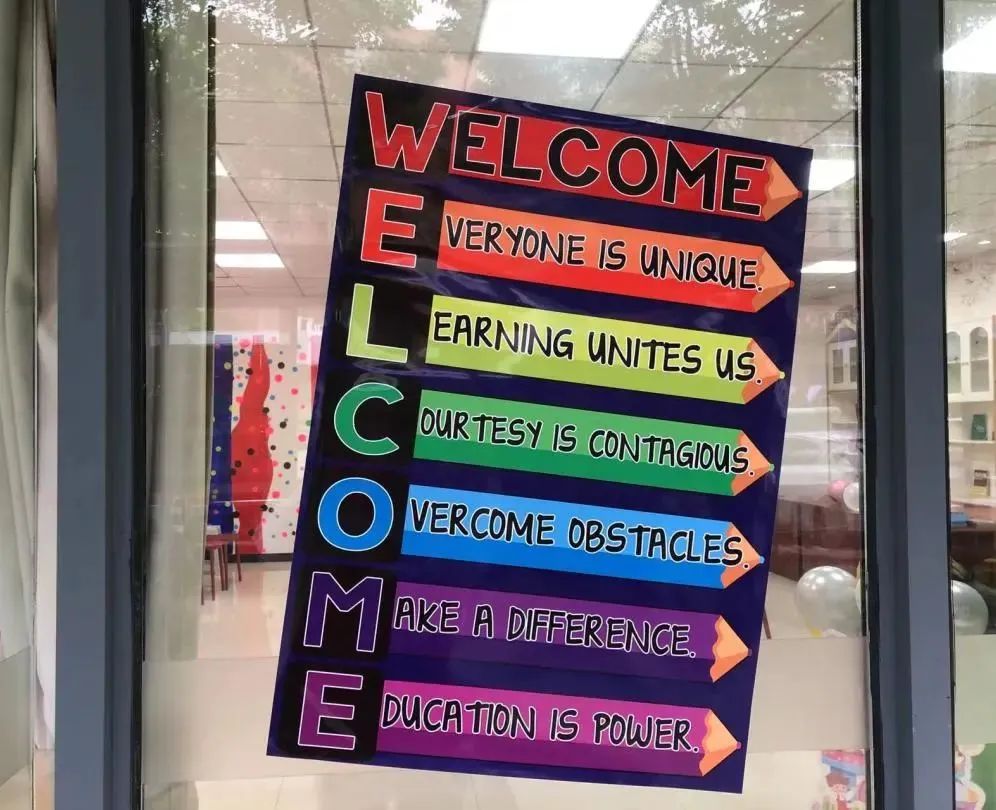 WELCOME
EVERYONE IS UNIQUE.
LEARNING UNITES US.
COURTESY IS CONTAGIOUS.
OVERCOME OBSTACLES.
MAKE A DIFFERENCE.
EDUCATION IS POWER.